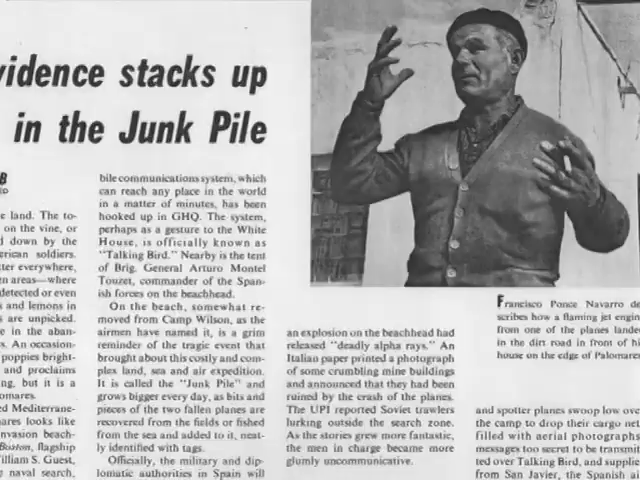 vidence stacks up
in the Junk Pile
B
ED
e land. The to-
on the vine, or
d down by the
erican soldiers.
tter everywhere,
en areas—where
detected or even
s and lemons in
s are unpicked.
e in the aban-
s. An occasion-
poppies bright-
and proclaims
ing, but it is a
omares.
ed Mediterrane-
mares looks like
nvasion beach-
Boston, flagship
illiam S. Guest,
naval search,
bile communications system, which
can reach any place in the world
in a matter of minutes, has been
hooked up in GHQ. The system,
perhaps as a gesture to the White
House, is officially known as
"Talking Bird." Nearby is the tent
of Brig. General Arturo Montel
Touzet, commander of the Span-
ish forces on the beachhead.
On the beach, somewhat re-
moved from Camp Wilson, as the
airmen have named it, is a grim
reminder of the tragic event that
brought about this costly and com-
plex land, sea and air expedition.
It is called the "Junk Pile" and
grows bigger every day, as bits and
pieces of the two fallen planes are
recovered from the fields or fished
from the sea and added to it, neat-
ly identified with tags.
Officially, the military and dip-
lomatic authorities in Spain will
an explosion on the beachhead had
released "deadly alpha rays." An
Italian paper printed a photograph
of some crumbling mine buildings
and announced that they had been
ruined by the crash of the planes.
The UPI reported Soviet trawlers
lurking outside the search zone.
As the stories grew more fantastic,
the men in charge became more
glumly uncommunicative.
Francisco Ponce Navarro de
scribes how a flaming jet engin
from one of the planes lande
in the dirt road in front of hi
house on the edge of Palomare
and spotter planes swoop low ove
the camp to drop their cargo net
filled with aerial photographs
messages too secret to be transmit
ted over Talking Bird, and supplie
from San Javier, the Spanish ai